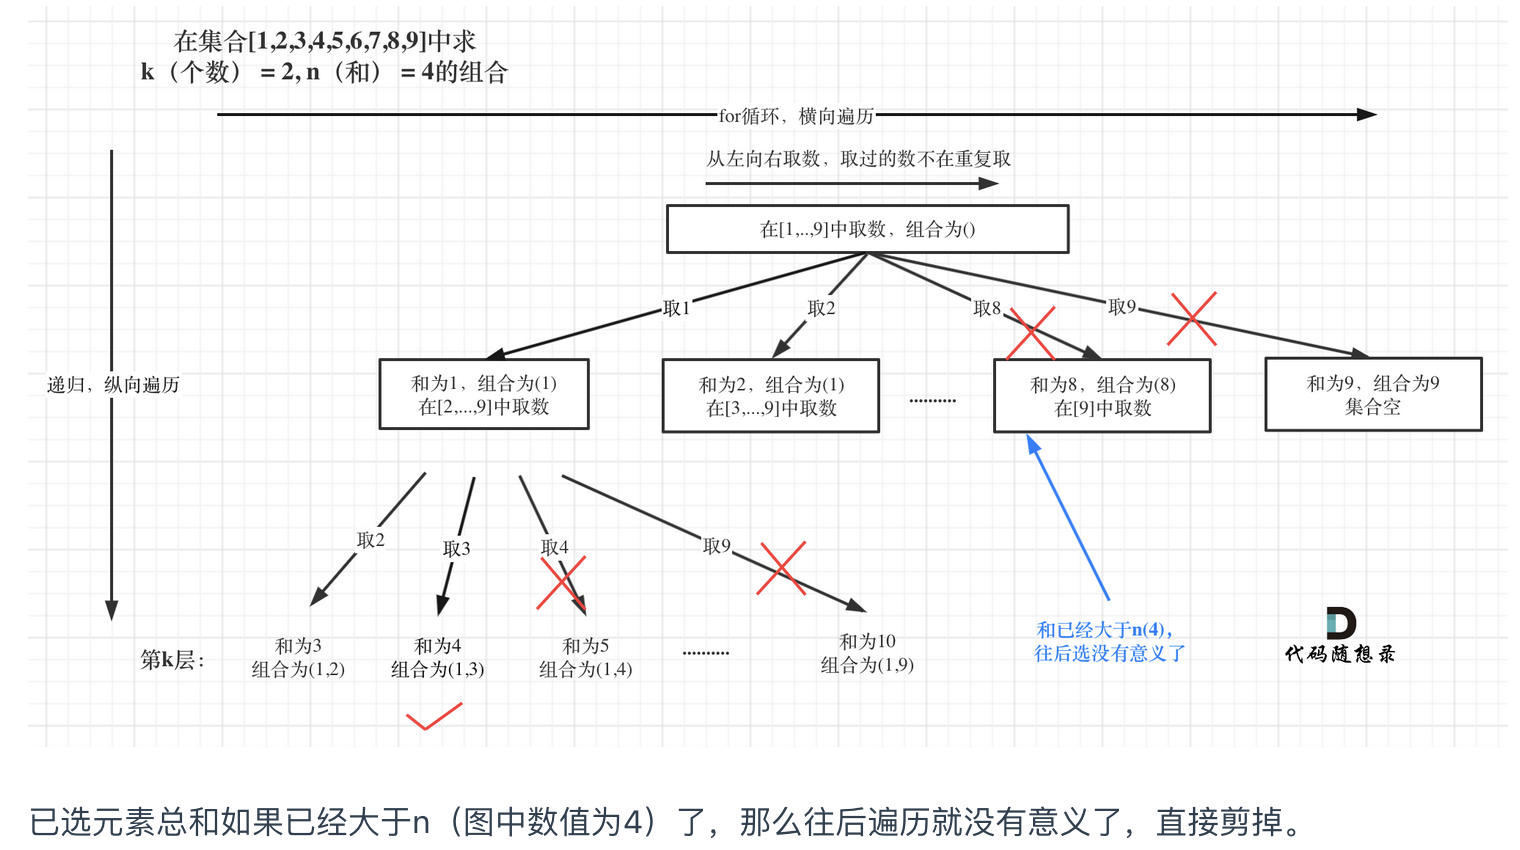 在集合[1,2,3,4,5,6,7,8,9]中求
k（个数）= 2, n（和）= 4的组合
for循环，横向遍历
从左向右取数，取过的数不在重复取
在[1,..,9]中取数，组合为()
取1
取2
取8
取9
递归，纵向遍历
和为1，组合为(1)
在[2,...,9]中取数
和为2，组合为(1)
在[3,...,9]中取数
..........
和为8，组合为(8)
在[9]中取数
和为9，组合为9
集合空
取2
取3
取4
取9
第k层：
和为3
组合为(1,2)
和为4
组合为(1,3)
和为5
组合为(1,4)
..........
和为10
组合为(1,9)
和已经大于n(4)，
往后选没有意义了
代码随想录
已选元素总和如果已经大于n（图中数值为4）了，那么往后遍历就没有意义了，直接剪掉。